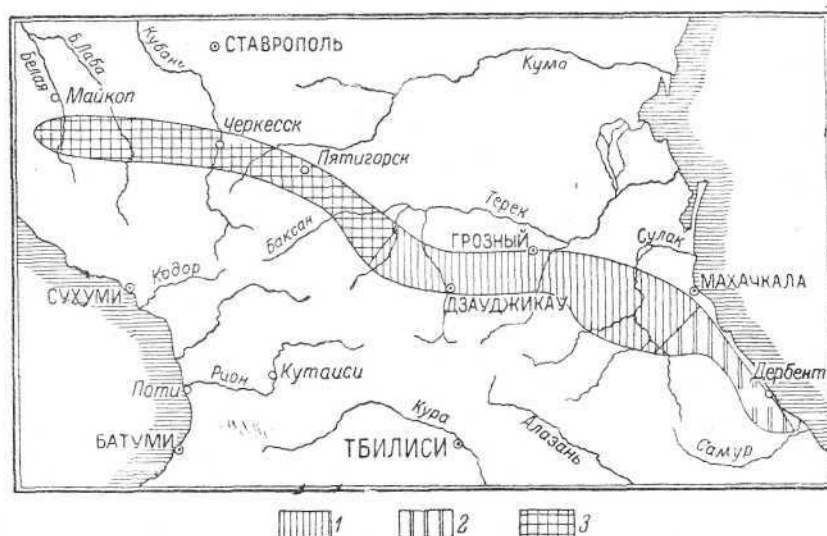 Белая
Б.Лаба
Кубань
СТАВРОПОЛЬ
Кума
Майкоп
Черкесск
Пятигорск
Баксан
Терек
ГРОЗНЫЙ
Сулак
Кодор
СУХУМИ
ДЗАУДЖИКАУ
МАХАЧКАЛА
Рион
Кутаиси
Поти
Дербент
Кура
БАТУМИ
ТБИЛИСИ
Алазань
Самур
1
2
3